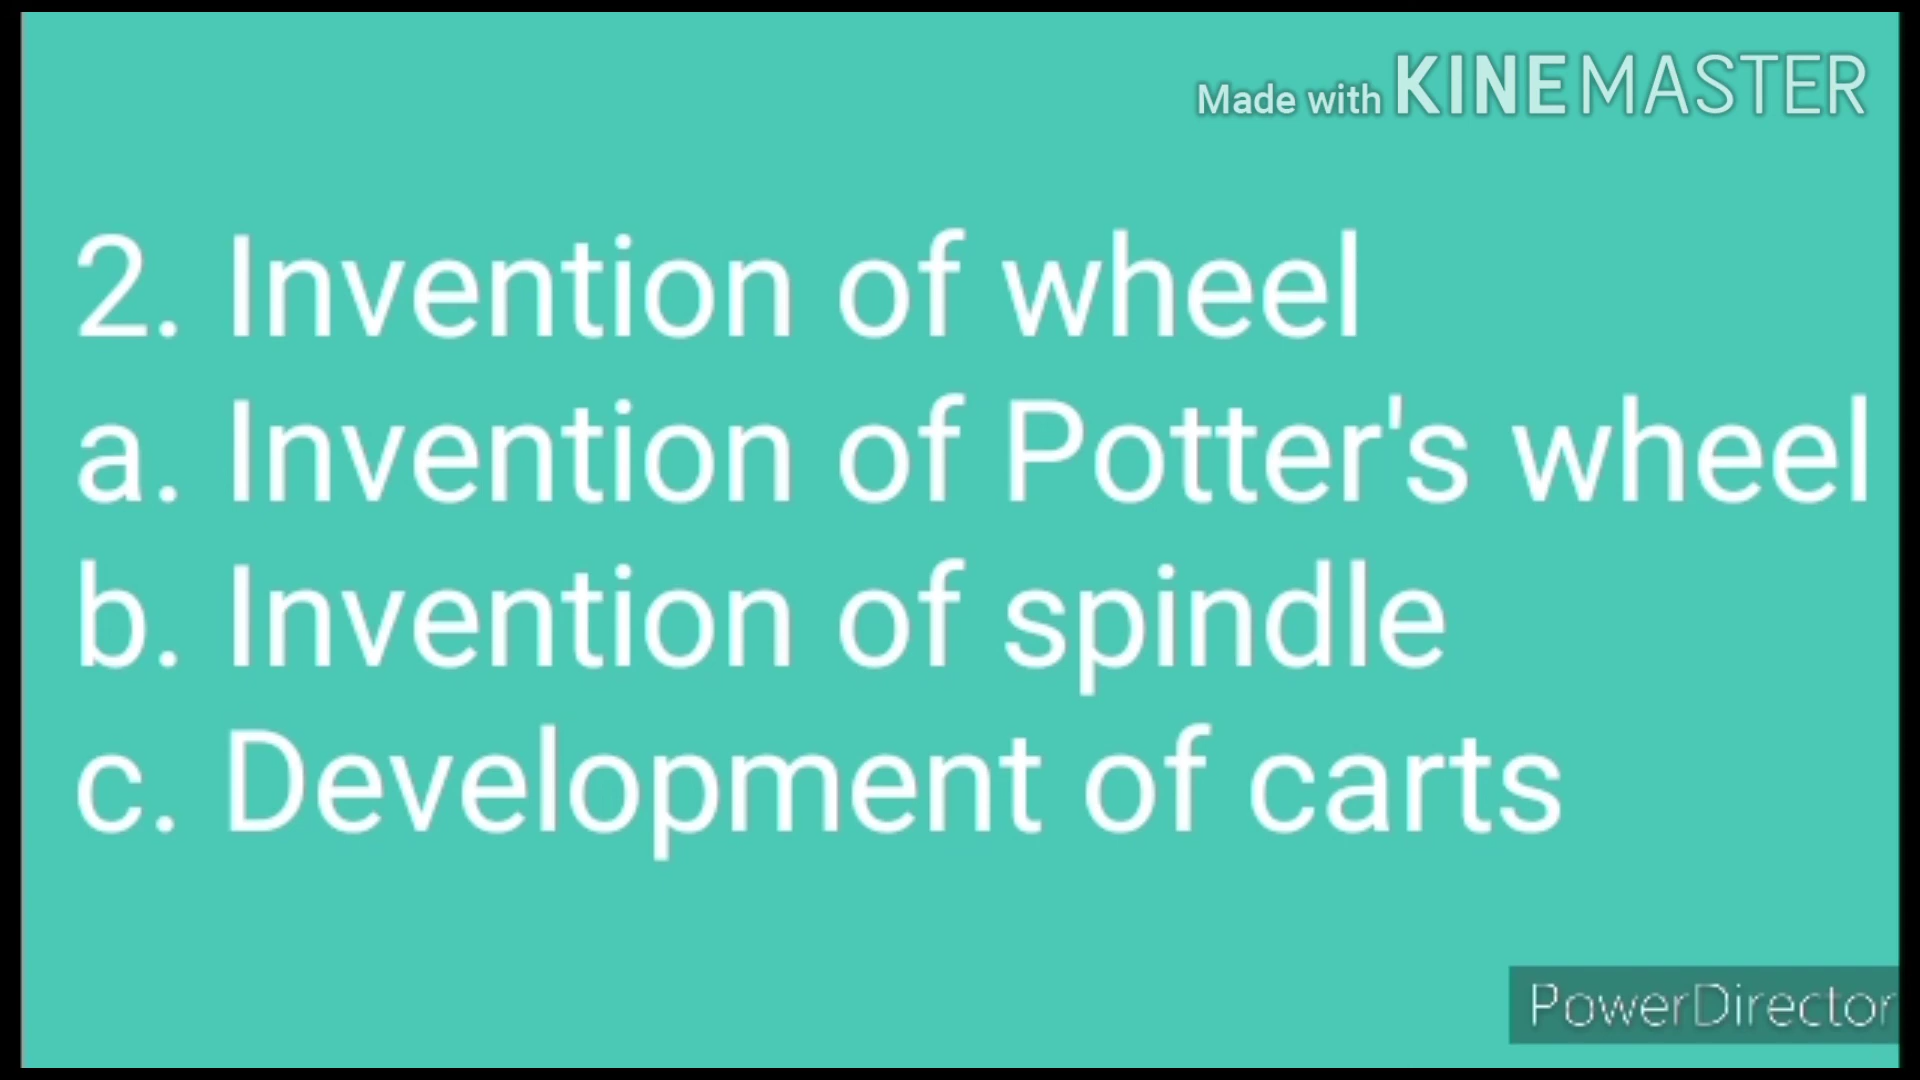 Made with KINEMASTER
2. Invention of wheel
a. Invention of Potter's wheel
b. Invention of spindle
c. Development of carts
PowerDirector